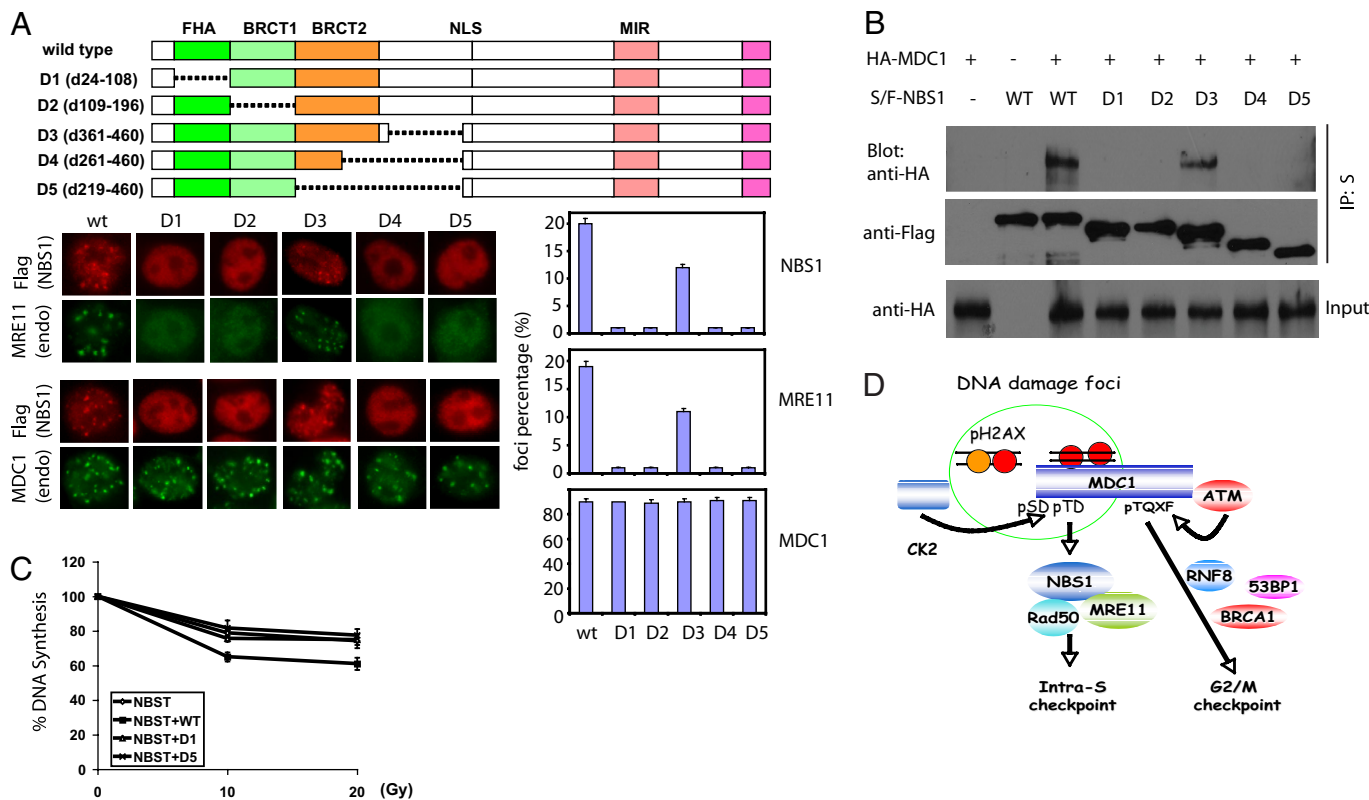 A
FHA BRCT1 BRCT2 NLS MIR
wild type
D1 (d24-108)
D2 (d109-196)
D3 (d361-460)
D4 (d261-460)
D5 (d219-460)
wt D1 D2 D3 D4 D5
Flag (NBS1)
MRE11 (endo)
Flag (NBS1)
MDC1 (endo)
foci percentage (%)
20
15
10
5
0
NBS1
20
15
10
5
0
MRE11
80
60
40
20
0
MDC1
wt D1 D2 D3 D4 D5
B
HA-MDC1 + - + + + + + +
S/F-NBS1 - WT WT D1 D2 D3 D4 D5
Blot:
anti-HA
anti-Flag
IP: S
anti-HA
Input
C
% DNA Synthesis
120
100
80
60
40
20
0
NBST
NBST+WT
NBST+D1
NBST+D5
0 10 20 (Gy)
D
DNA damage foci
pH2AX
MDC1
ATM
pSD pTD pTQXF
CK2
NBS1
RNF8
53BP1
Rad50
MRE11
BRCA1
Intra-S
checkpoint
G2/M
checkpoint